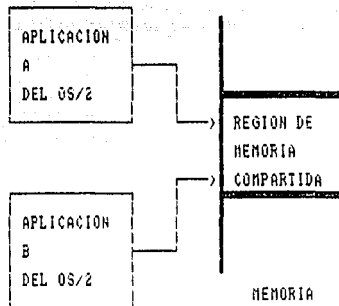 APLICACION
A
DEL OS/2
REGION DE
MEMORIA
COMPARTIDA
APLICACION
B
DEL OS/2
MEMORIA